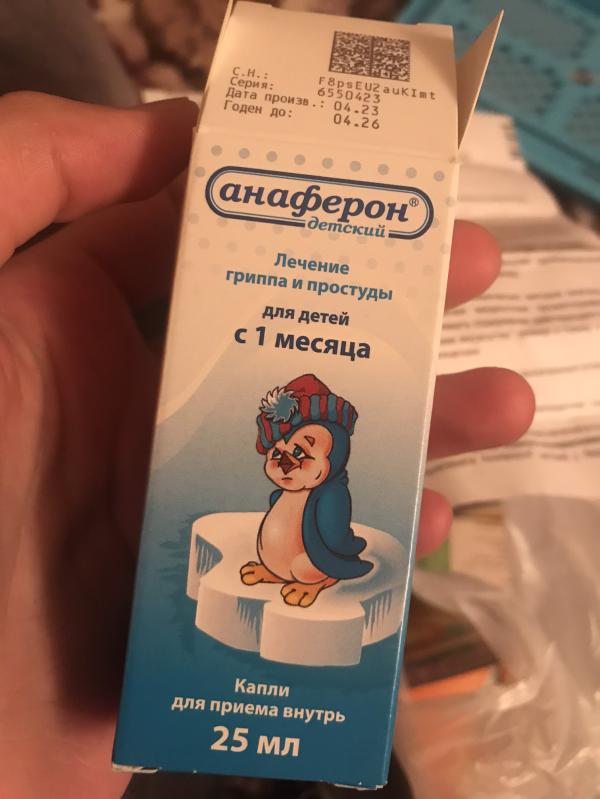 С.Н.: F8psEU2auKImt
Серия: 6550423
Дата произв.: 04.23
Годен до: 04.26
анаферон®
детский
Лечение
гриппа и простуды
для детей
с 1 месяца
Капли
для приема внутрь
25 мл